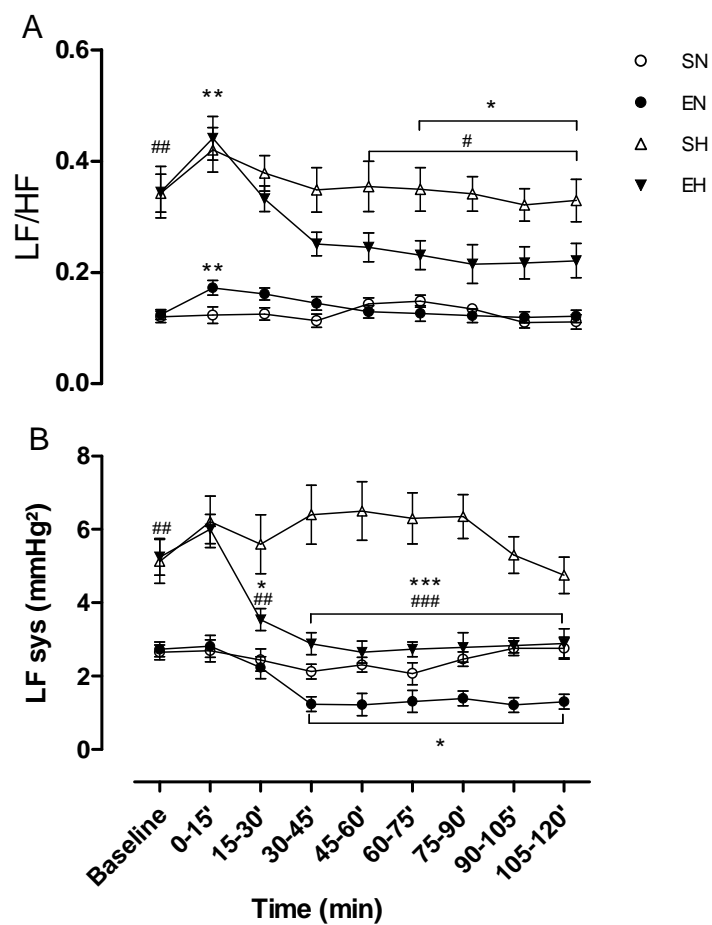 A
0.6
0.4
0.2
0.0
LF/HF
##
**
**
*
#
SN
EN
SH
EH
B
8
6
4
2
0
LF sys (mmHg²)
##
*
##
***
###
*
Baseline
0-15'
15-30'
30-45'
45-60'
60-75'
75-90'
90-105'
105-120'
Time (min)